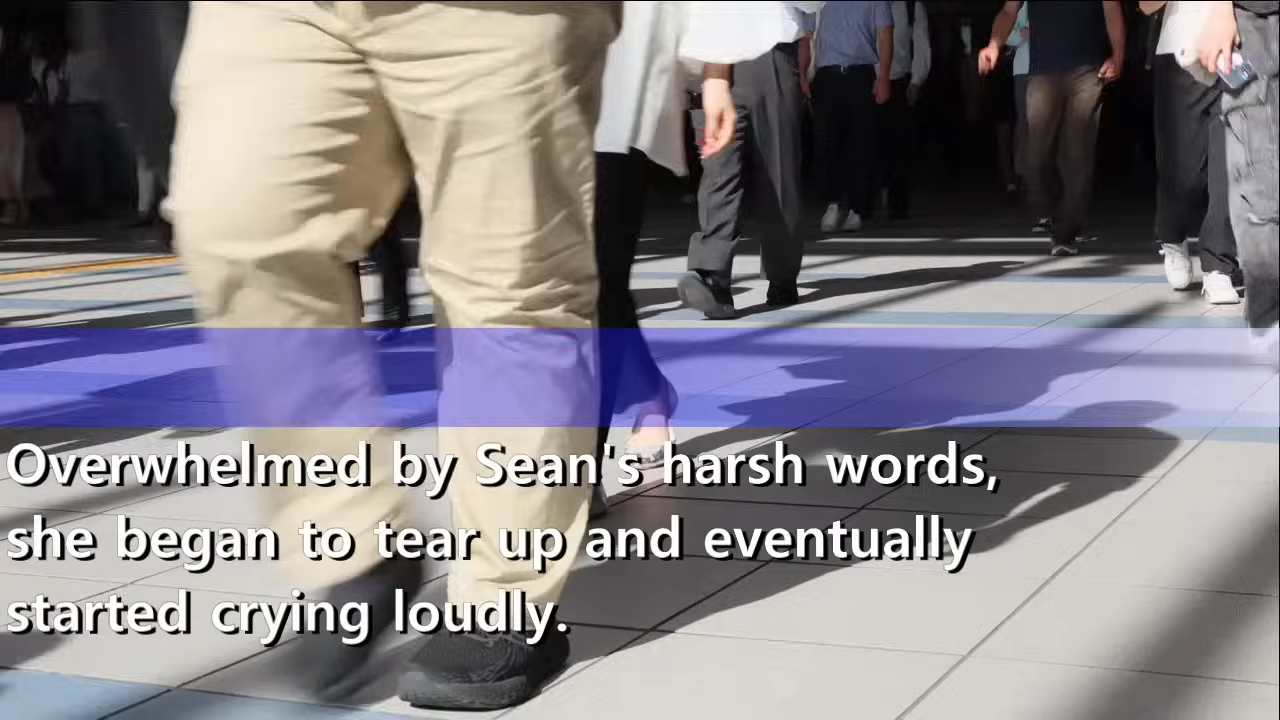 Overwhelmed by Sean's harsh words,
she began to tear up and eventually
started crying loudly.